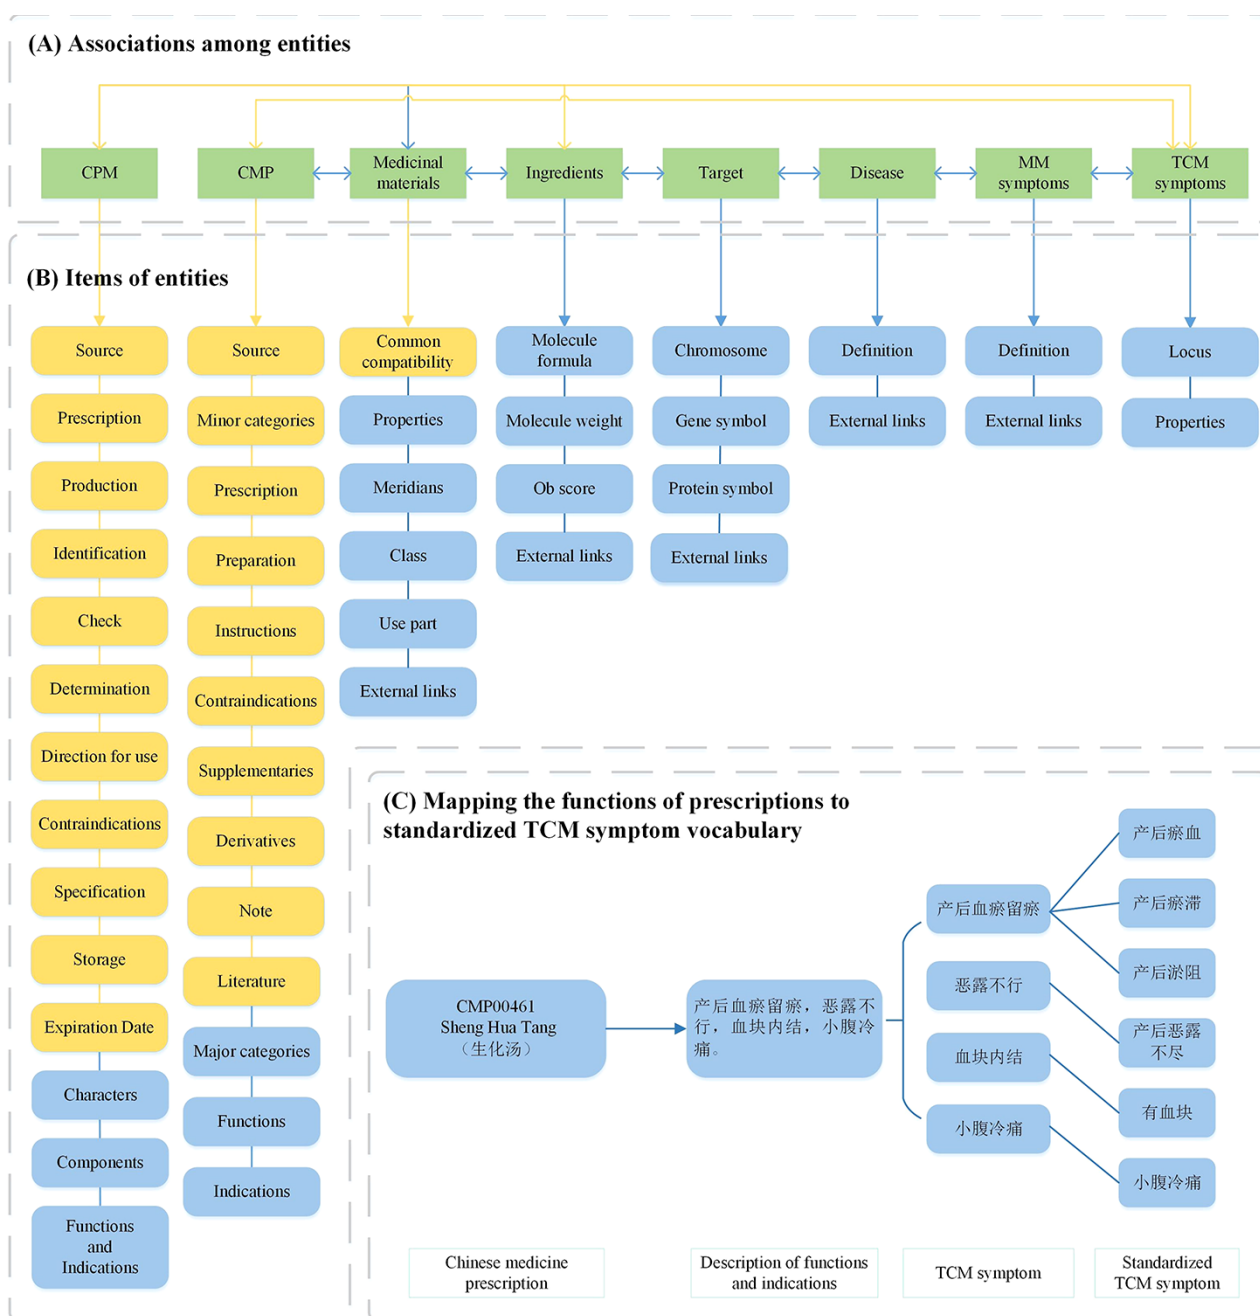 (A) Associations among entities
CPM
CMP
Medicinal
materials
Ingredients
Target
Disease
MM
symptoms
TCM
symptoms
(B) Items of entities
Source
Prescription
Production
Identification
Check
Determination
Direction for use
Contraindications
Specification
Storage
Expiration Date
Characters
Components
Functions
and
Indications
Source
Minor categories
Prescription
Preparation
Instructions
Contraindications
Supplementaries
Derivatives
Note
Literature
Major categories
Functions
Indications
Common
compatibility
Properties
Meridians
Class
Use part
External links
Molecule
formula
Molecule weight
Ob score
External links
Chromosome
Gene symbol
Protein symbol
External links
Definition
External links
Definition
External links
Locus
Properties
(C) Mapping the functions of prescriptions to
standardized TCM symptom vocabulary
CMP00461
Sheng Hua Tang
（生化汤）
产后血瘀留瘀，恶露不
行，血块内结，小腹冷
痛。
产后血瘀留瘀
恶露不行
血块内结
小腹冷痛
产后瘀血
产后瘀滞
产后淤阻
产后恶露
不尽
有血块
小腹冷痛
Chinese medicine
prescription
Description of functions
and indications
TCM symptom
Standardized
TCM symptom